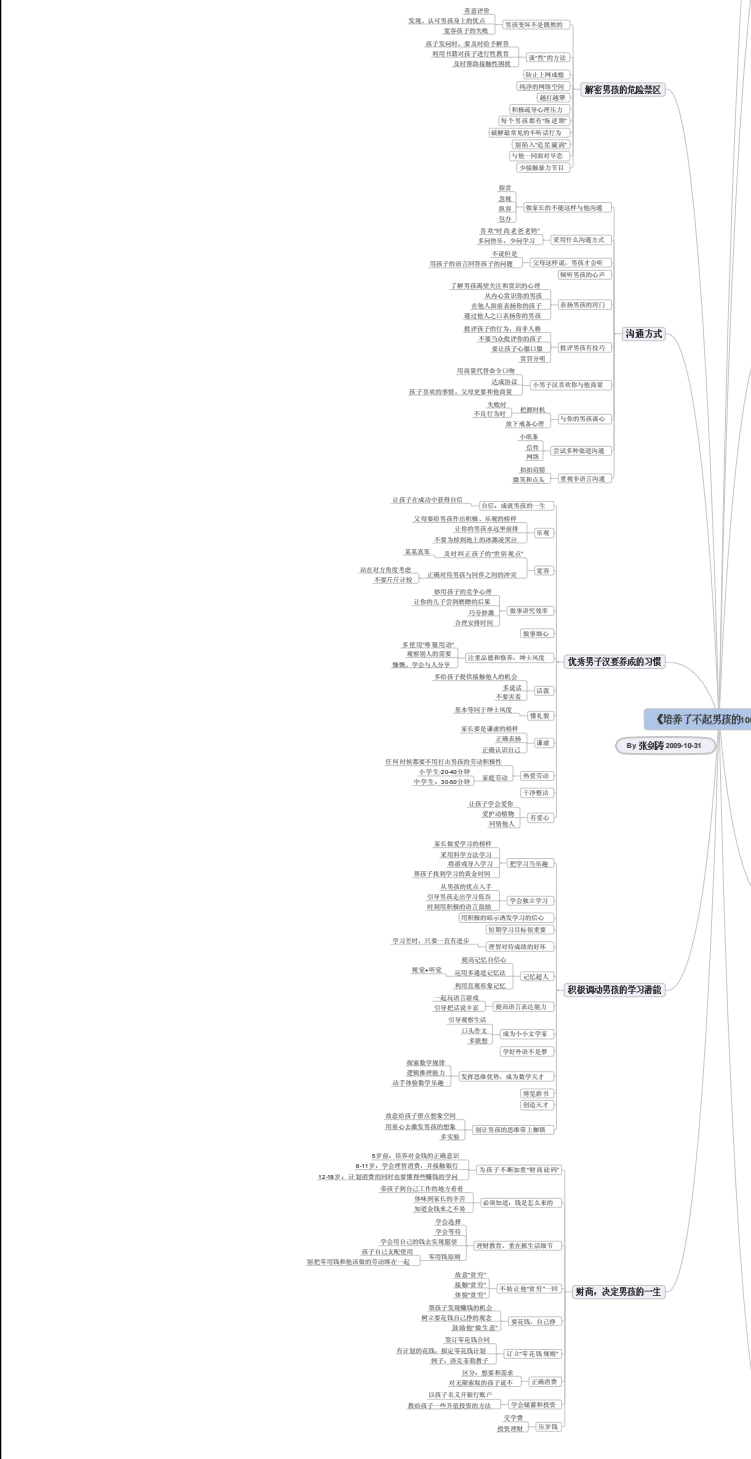 善意评价
发现、认可男孩身上的优点
宽容孩子的失败
男孩变坏不是偶然的
孩子发问时，要及时给予解答
利用书籍对孩子进行性教育
及时帮助接触性困扰
谈“性”的方法
防止上网成瘾
纯净的网络空间
越打越犟
积极疏导心理压力
每个男孩都有“叛逆期”
破解最常见的不听话行为
别陷入“追星漩涡”
与他一同面对早恋
少接触暴力节目
解密男孩的危险禁区
指责
忽视
纵容
包办
做家长的不能这样与他沟通
喜欢“时尚老爸老妈”
多问快乐，少问学习
采用什么沟通方式
不说但是
用孩子的语言回答孩子的问题
父母这样说，男孩才会听
倾听男孩的心声
了解男孩渴望关注和赏识的心理
从内心赏识你的男孩
在他人面前表扬你的孩子
通过他人之口表扬你的男孩
表扬男孩的窍门
批评孩子的行为，而非人格
不要当众批评你的孩子
要让孩子心服口服
赏罚分明
批评男孩有技巧
用商量代替命令口吻
达成协议
孩子喜欢的事情，父母更要和他商量
小男子汉喜欢你与他商量
失败时
不良行为时
把握时机
放下戒备心理
与你的男孩谈心
小纸条
信件
网络
尝试多种渠道沟通
拍拍肩膀
微笑和点头
重视非语言沟通
沟通方式
让孩子在成功中获得自信
自信，成就男孩的一生
父母要给男孩作出积极、乐观的榜样
让你的男孩永远坐前排
不要为掉到地上的冰激凌哭泣
乐观
某某真笨
及时纠正孩子的“世俗观点”
站在对方角度考虑
不要斤斤计较
正确对待男孩与同伴之间的冲突
宽容
妙用孩子的竞争心理
让你的儿子尝到磨蹭的后果
巧夸妙激
合理安排时间
做事讲究效率
做事细心
多使用“尊敬用语”
观察别人的需要
慷慨，学会与人分享
注重品德和修养，绅士风度
多给孩子提供接触他人的机会
多说话
不要害羞
活泼
基本等同于绅士风度
懂礼貌
家长要是谦虚的榜样
正确表扬
正确认识自己
谦虚
任何时候都要不用打击男孩的劳动积极性
小学生:20-40分钟
中学生：30-50分钟
家庭劳动
热爱劳动
干净整洁
让孩子学会爱你
爱护动植物
同情他人
有爱心
优秀男子汉要养成的习惯
《培养了不起男孩的100
By 张剑涛 2009-10-31
家长做爱学习的榜样
采用科学方法学习
将游戏导入学习
帮孩子找到学习的黄金时间
把学习当乐趣
从男孩的优点入手
引导男孩走出学习低谷
时刻用积极的语言鼓励
学会独立学习
用积极的暗示诱发学习的信心
短期学习目标很重要
学习差时，只要一直有进步
理智对待成绩的好坏
提高记忆自信心
视觉+听觉
运用多通道记忆法
利用直观形象记忆
记忆超人
一起玩语言游戏
引导把话说丰富
提高语言表达能力
引导观察生活
口头作文
多联想
成为小小文学家
学好外语不是梦
探索数学规律
逻辑推理能力
动手体验数学乐趣
发挥思维优势，成为数学天才
博览群书
创造天才
故意给孩子留点想象空间
用童心去激发男孩的想象
多实验
别让男孩的思维带上枷锁
积极调动男孩的学习潜能
5岁前：培养对金钱的正确意识
6-11岁：学会理智消费，并接触银行
12-18岁：计划消费的同时也要懂得些赚钱的学问
为孩子不断加重“财商砝码”
带孩子到自己工作的地方看看
体味到家长的辛苦
知道金钱来之不易
必须知道，钱是怎么来的
学会选择
学会等待
学会用自己的钱去实现愿望
孩子自己支配使用
别把零用钱和他该做的劳动绑在一起
零用钱原则
理财教育，重在抓生活细节
故意“贫穷”
接触“贫穷”
体验“贫穷”
不妨让他“贫穷”一回
帮孩子发现赚钱的机会
树立要花钱自己挣的观念
鼓励他“做生意”
要花钱，自己挣
签订零花钱合同
有计划的花钱，拟定零花钱计划
例子：洛克菲勒教子
订立“零花钱规则”
区分：想要和需求
对无限索取的孩子说不
正确消费
以孩子名义开银行账户
教给孩子一些升值投资的方法
学会储蓄和投资
交学费
投资理财
压岁钱
财商，决定男孩的一生